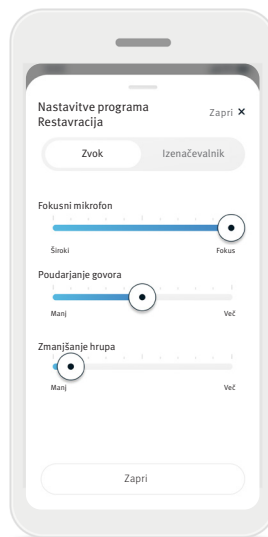 Nastavitve programa
Restavracija
Zapri ×
Zvok
Izenačevalnik
Fokusni mikrofon
Široki
Fokus
Poudarjanje govora
Manj
Več
Zmanjšanje hrupa
Manj
Več
Zapri